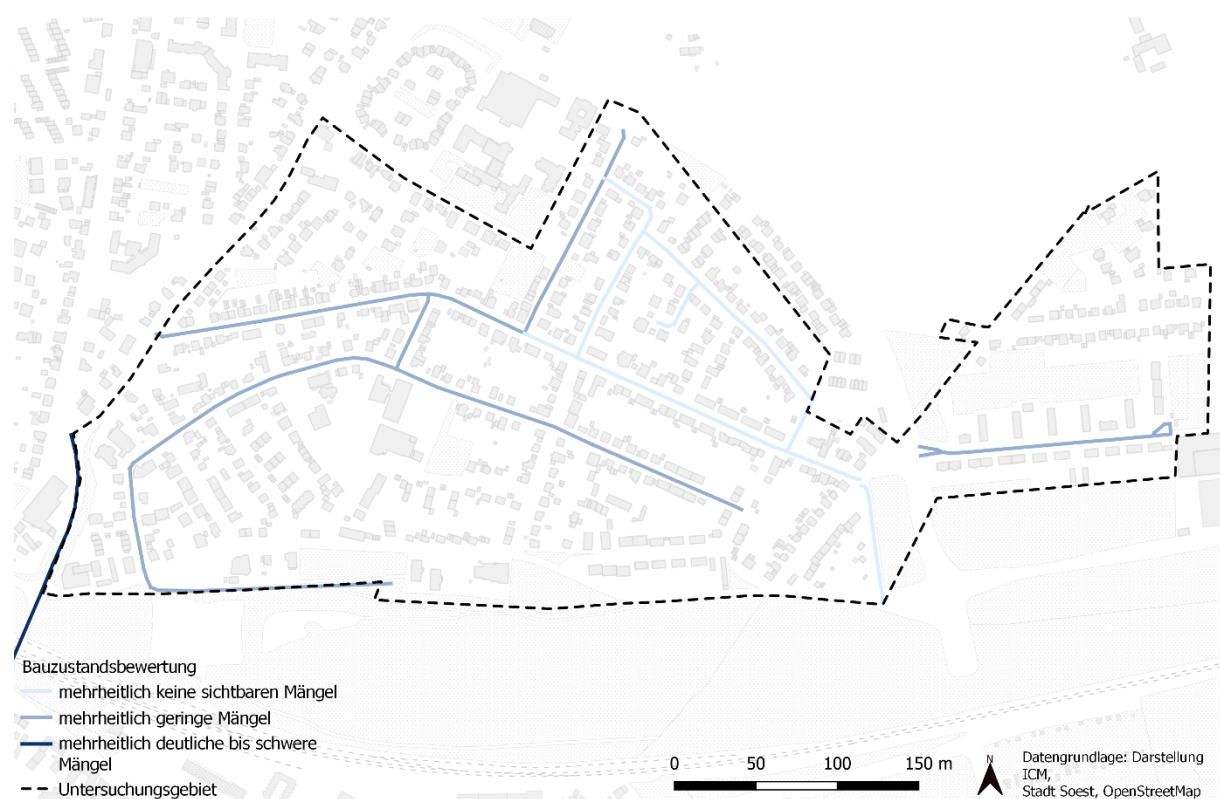 Bauzustandsbewertung
mehrheitlich keine sichtbaren Mängel
mehrheitlich geringe Mängel
mehrheitlich deutliche bis schwere
Mängel
Untersuchungsgebiet
0 50 100 150 m
N
Datengrundlage: Darstellung
ICM,
Stadt Soest, OpenStreetMap